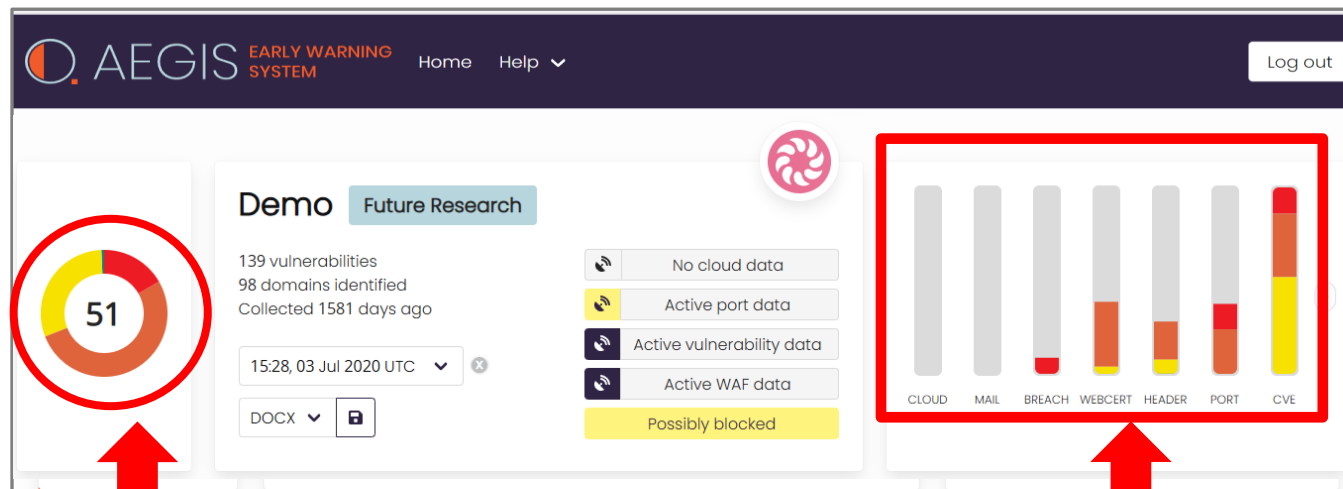 AEGIS EARLY WARNING
SYSTEM
Home
Help
Log out
51
Demo
Future Research
139 vulnerabilities
98 domains identified
Collected 1581 days ago
15:28, 03 Jul 2020 UTC
DOCX
No cloud data
Active port data
Active vulnerability data
Active WAF data
Possibly blocked
CLOUD
MAIL
BREACH
WEBCERT
HEADER
PORT
CVE